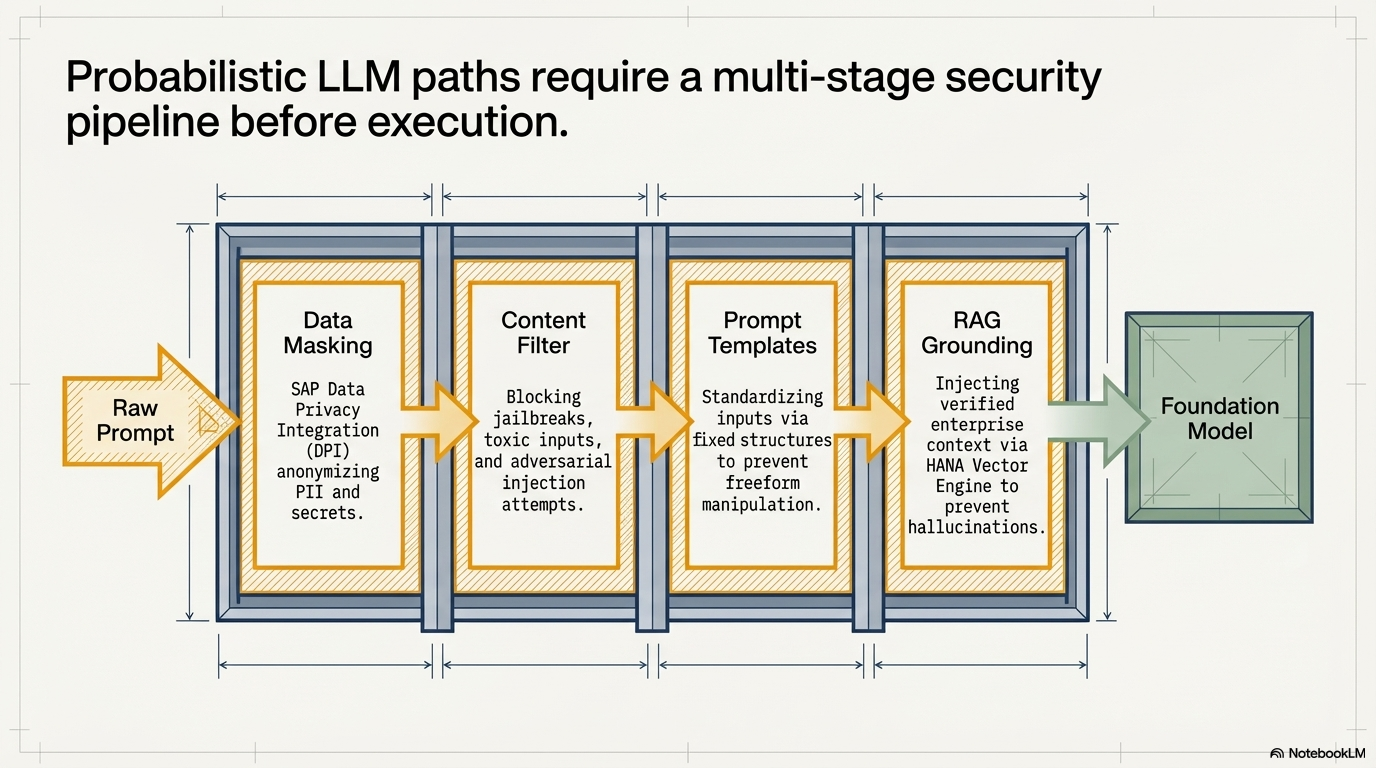 Probabilistic LLM paths require a multi-stage security
pipeline before execution.
Raw
Prompt
Data
Masking
SAP Data
Privacy
Integration
(DPI)
anonymizing
PII and
secrets.
Content
Filter
Blocking
jailbreaks,
toxic inputs,
and adversarial
injection
attempts.
Prompt
Templates
Standardizing
inputs via
fixed structures
to prevent
freeform
manipulation.
RAG
Grounding
Injecting
verified
enterprise
context via
HANA Vector
Engine to
prevent
hallucinations.
Foundation
Model
NotebookLM